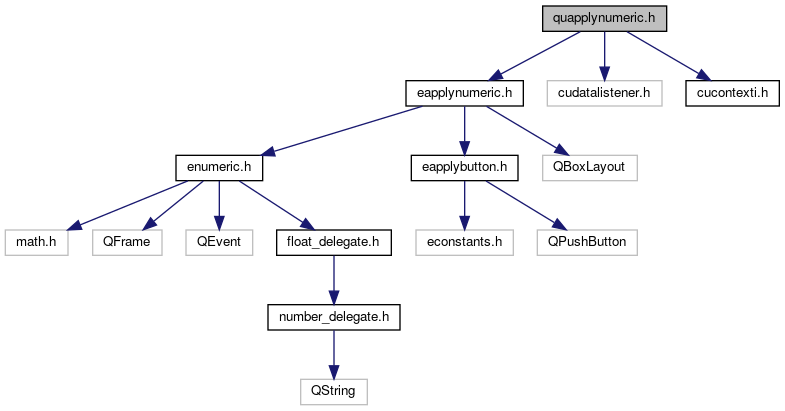 quapplynumeric.h
eapplynumeric.h
cudatalistener.h
cucontexti.h
enumeric.h
eapplybutton.h
QBoxLayout
math.h
QFrame
QEvent
float_delegate.h
econstants.h
QPushButton
number_delegate.h
QString